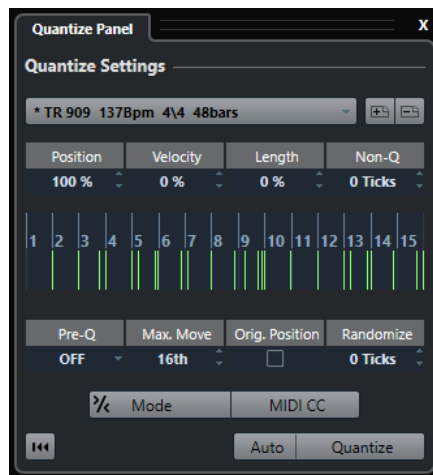 Quantize Panel X
Quantize Settings
* TR 909 137Bpm 4\4 48bars
Position Velocity Length Non-Q
100 % 0 % 0 % 0 Ticks
1 2 3 4 5 6 7 8 9 10 11 12 13 14 15
Pre-Q Max. Move Orig. Position Randomize
OFF 16th 0 Ticks
Mode MIDI CC
Auto Quantize